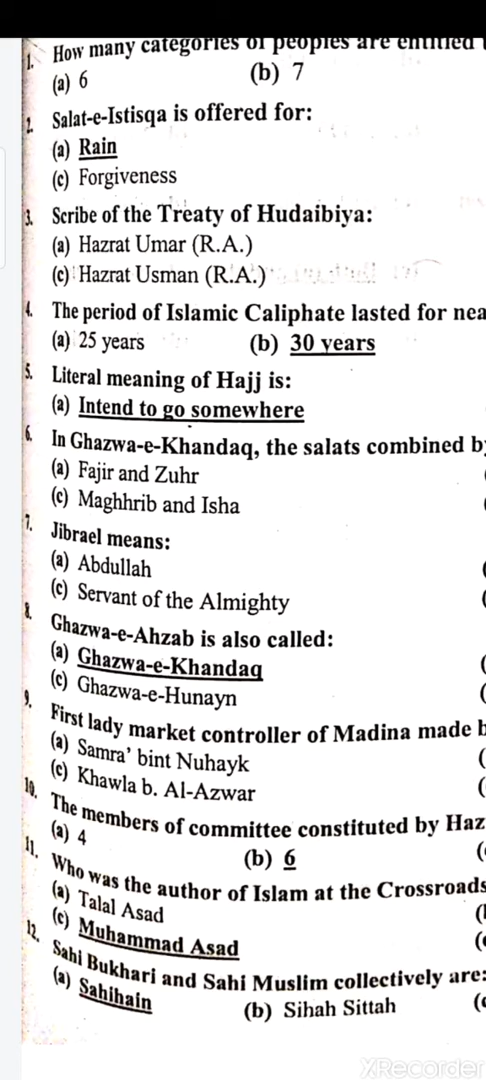 1. How many categories of peoples are entitled
(a) 6 (b) 7
2. Salat-e-Istisqa is offered for:
(a) Rain
(c) Forgiveness
3. Scribe of the Treaty of Hudaibiya:
(a) Hazrat Umar (R.A.)
(c) Hazrat Usman (R.A.)
4. The period of Islamic Caliphate lasted for nea
(a) 25 years (b) 30 years
5. Literal meaning of Hajj is:
(a) Intend to go somewhere
6. In Ghazwa-e-Khandaq, the salats combined b
(a) Fajir and Zuhr
(c) Maghhrib and Isha
7. Jibrael means:
(a) Abdullah
(c) Servant of the Almighty
8. Ghazwa-e-Ahzab is also called:
(a) Ghazwa-e-Khandaq
(c) Ghazwa-e-Hunayn
9. First lady market controller of Madina made b
(a) Samra’ bint Nuhayk
(c) Khawla b. Al-Azwar
10. The members of committee constituted by Haz
(a) 4 (b) 6
11. Who was the author of Islam at the Crossroads
(a) Talal Asad
(c) Muhammad Asad
12. Sahi Bukhari and Sahi Muslim collectively are:
(a) Sahihain (b) Sihah Sittah
XRecorder